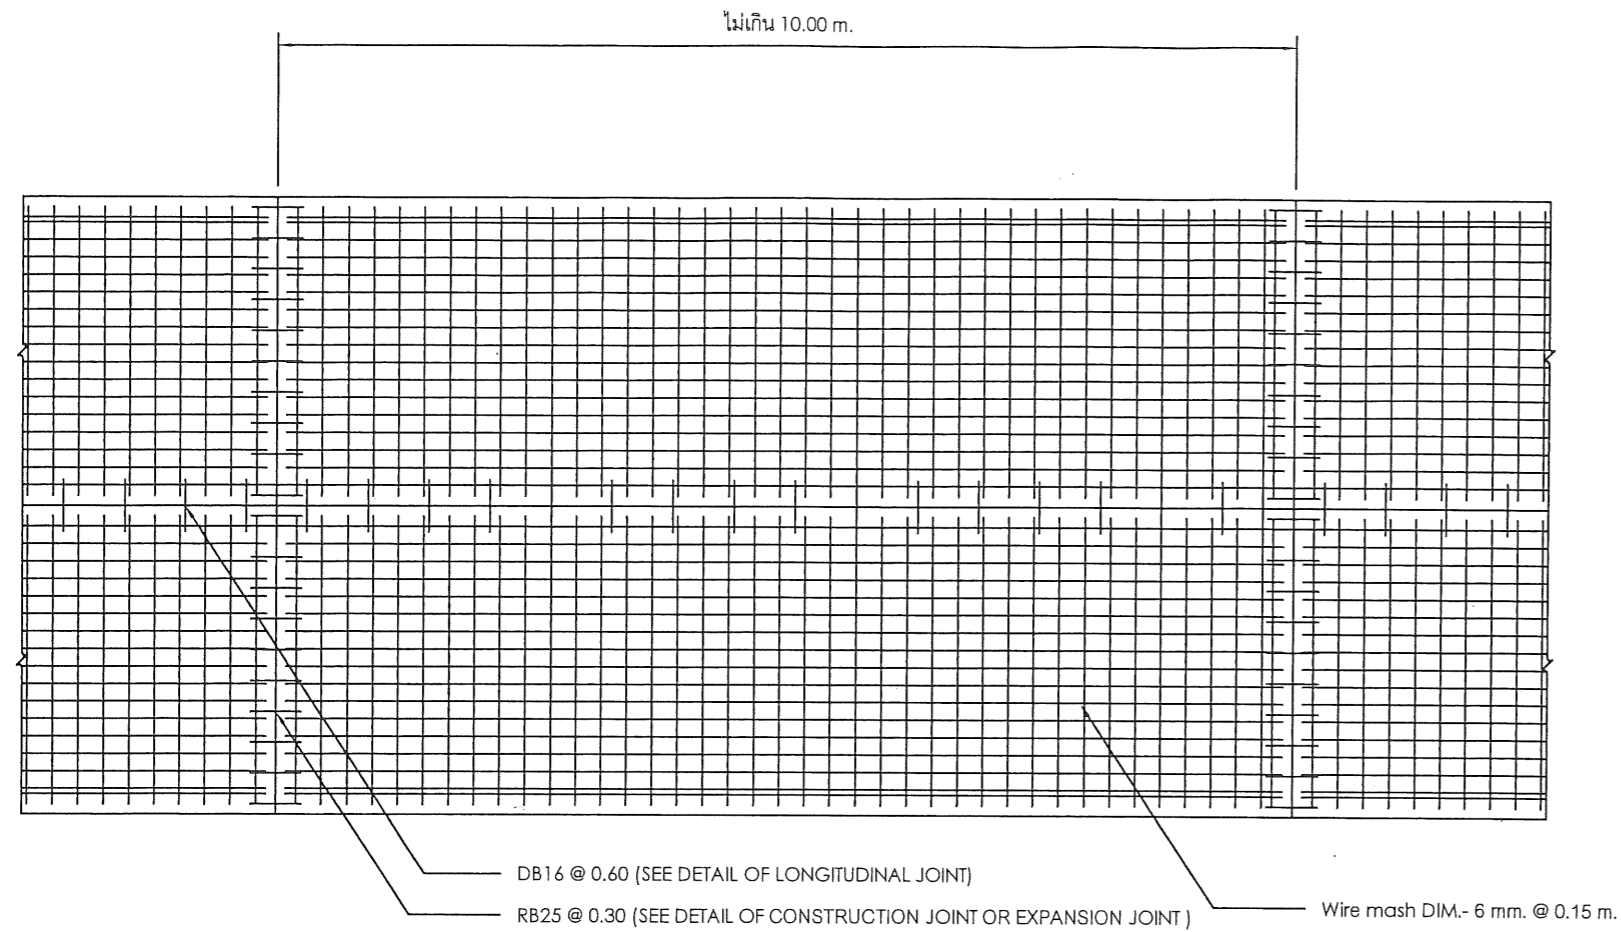 ไม่เกิน 10.00 m.
DB16 @ 0.60 (SEE DETAIL OF LONGITUDINAL JOINT)
RB25 @ 0.30 (SEE DETAIL OF CONSTRUCTION JOINT OR EXPANSION JOINT )
Wire mash DIM.- 6 mm. @ 0.15 m.